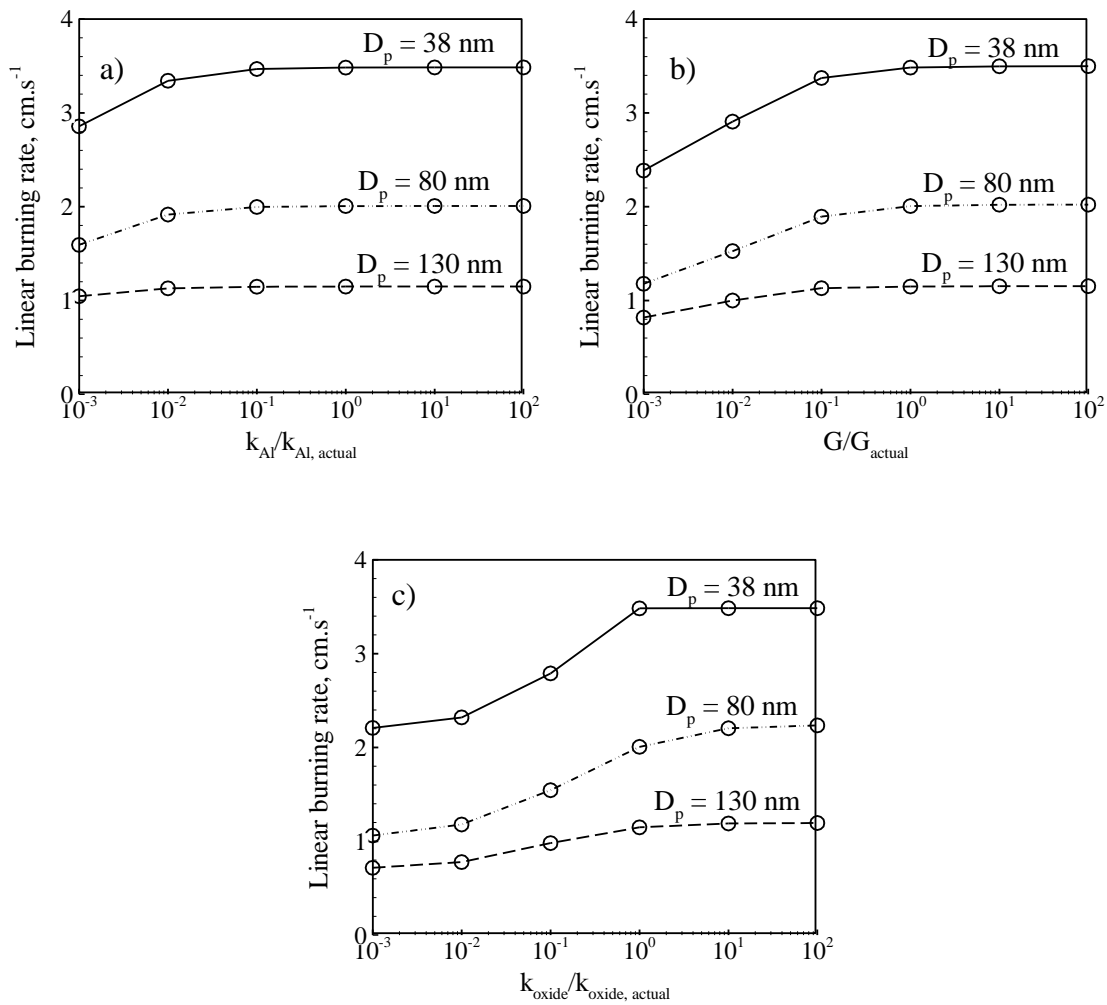 a)
D_p = 38 nm
D_p = 80 nm
D_p = 130 nm
Linear burning rate, cm.s^-1
4
3
2
1
0
10^-3 10^-2 10^-1 10^0 10^1 10^2
k_Al/k_Al, actual
b)
D_p = 38 nm
D_p = 80 nm
D_p = 130 nm
Linear burning rate, cm.s^-1
4
3
2
1
0
10^-3 10^-2 10^-1 10^0 10^1 10^2
G/G_actual
c)
D_p = 38 nm
D_p = 80 nm
D_p = 130 nm
Linear burning rate, cm.s^-1
4
3
2
1
0
10^-3 10^-2 10^-1 10^0 10^1 10^2
k_oxide/k_oxide, actual